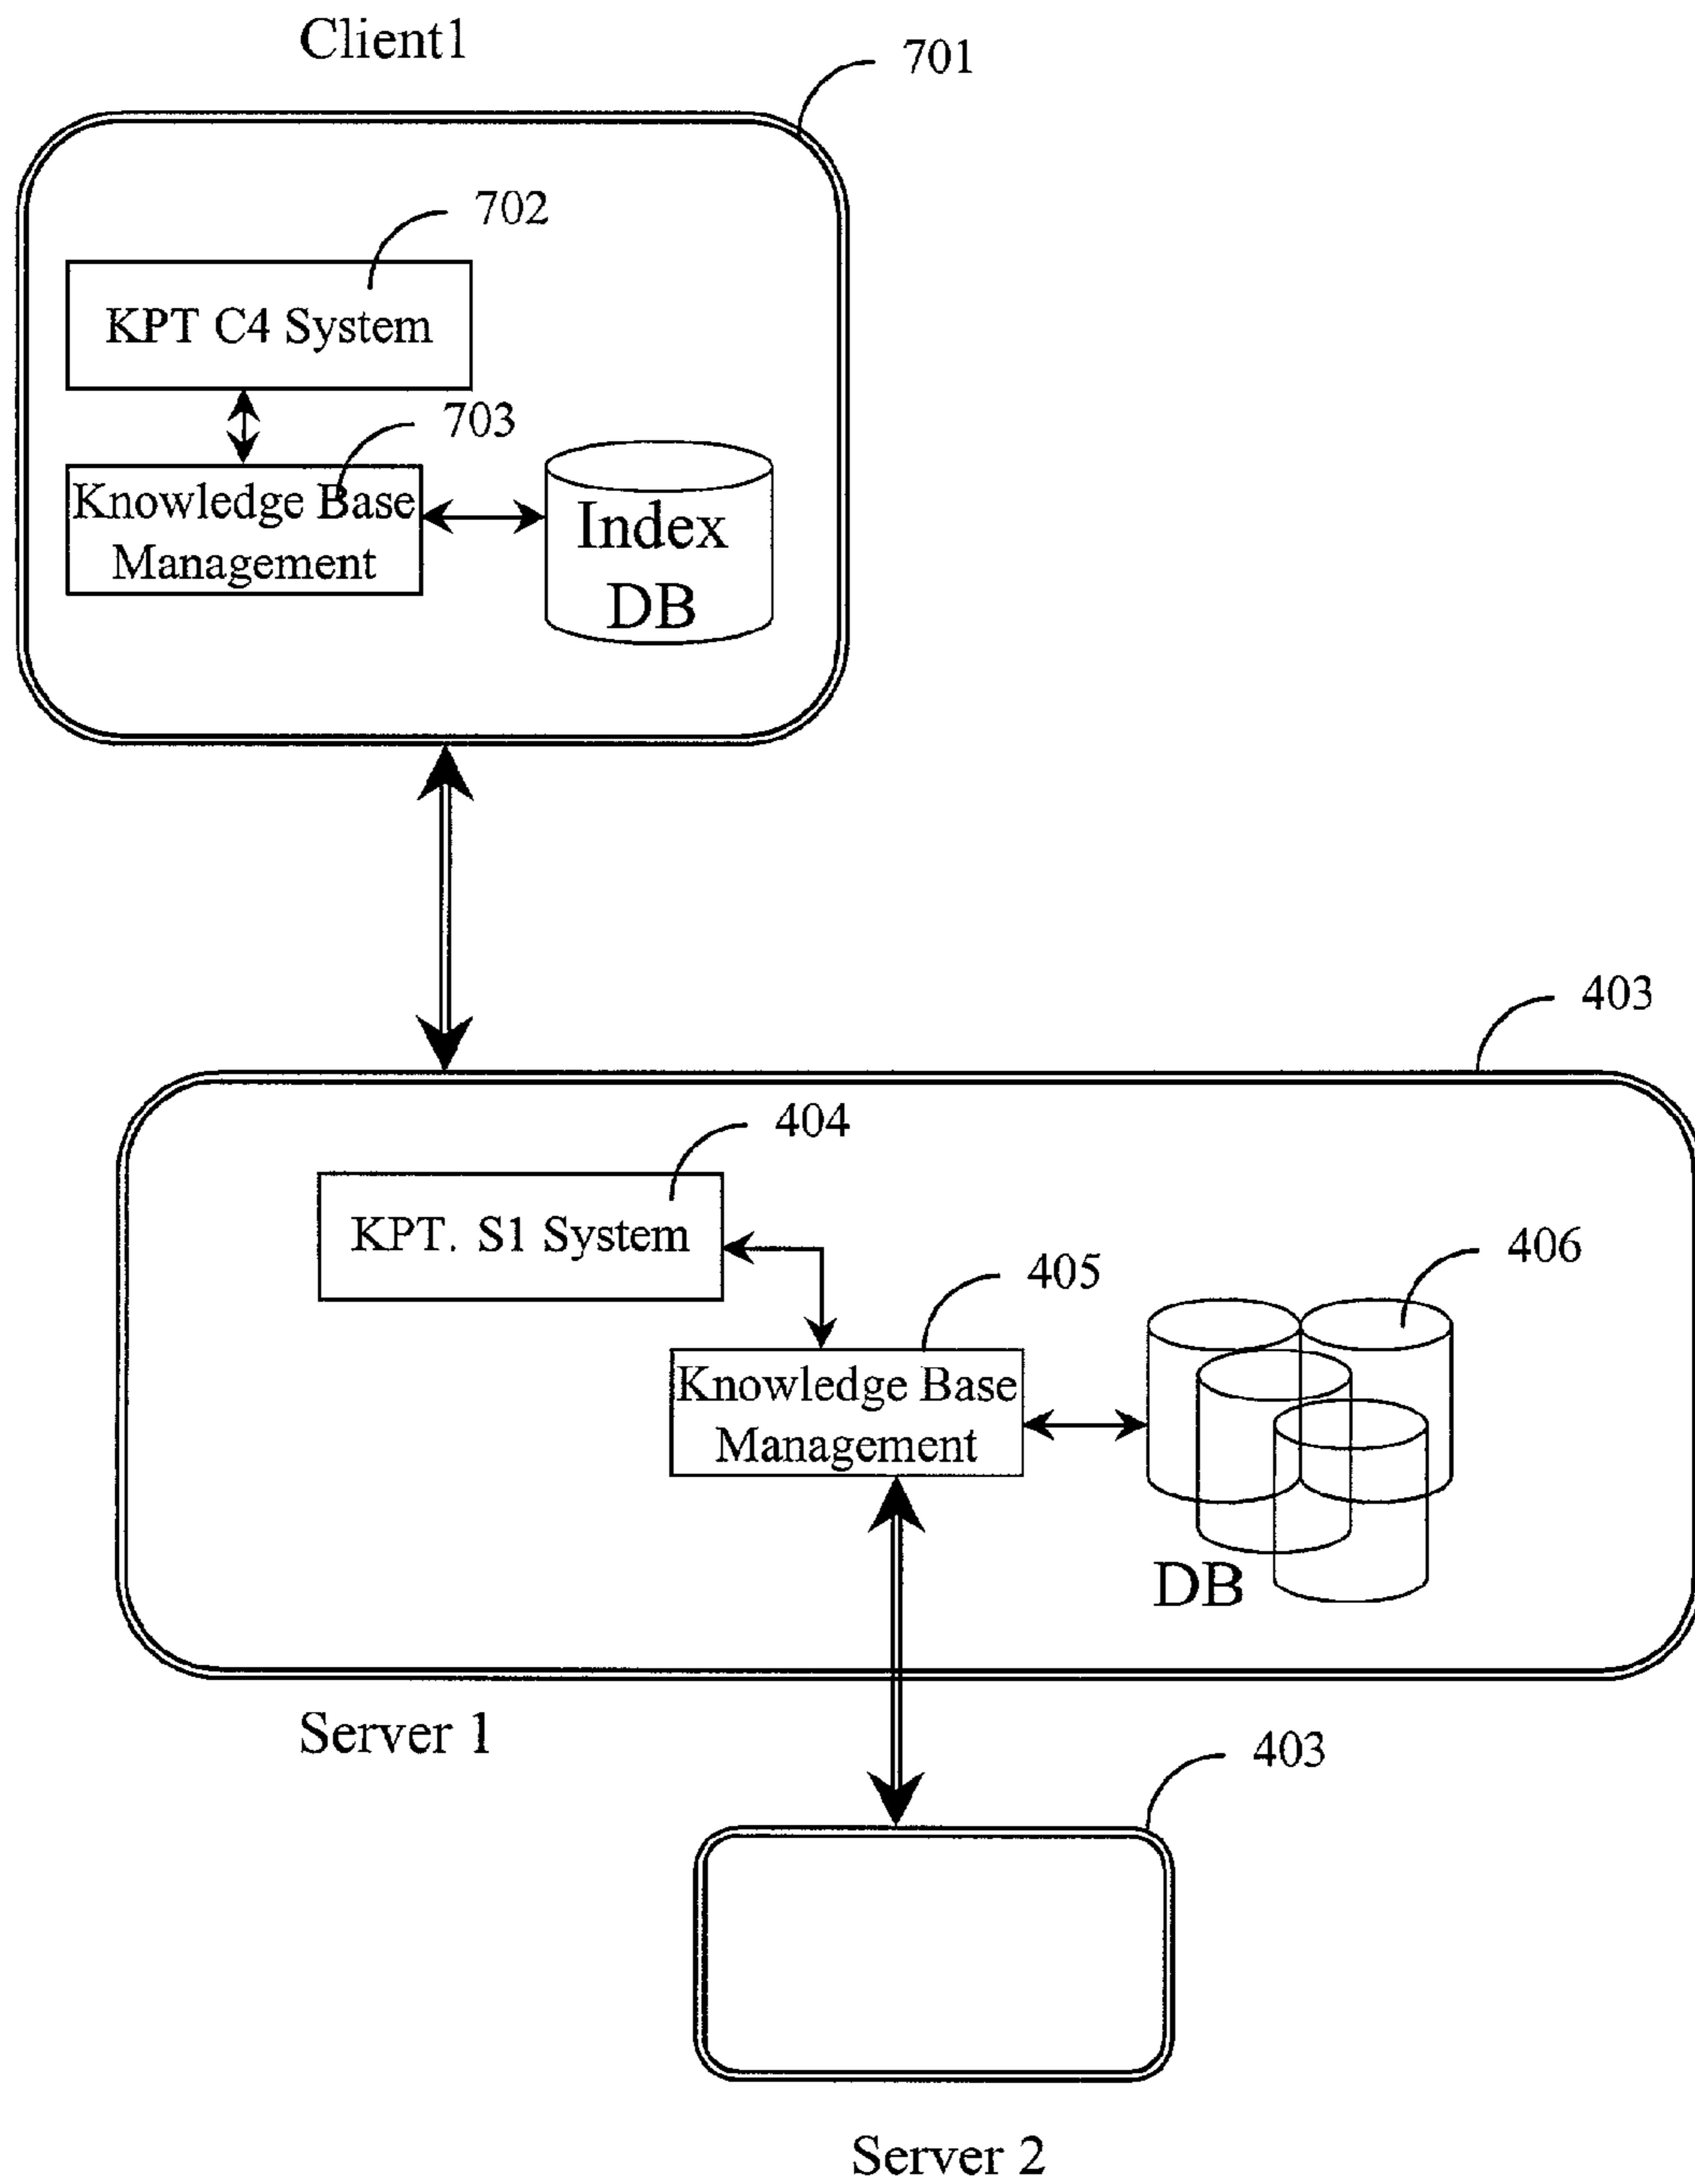 Client1
701
702
KPT C4 System
703
Knowledge Base
Management
Index
DB
403
404
KPT. S1 System
405
406
Knowledge Base
Management
DB
Server 1
403
Server 2